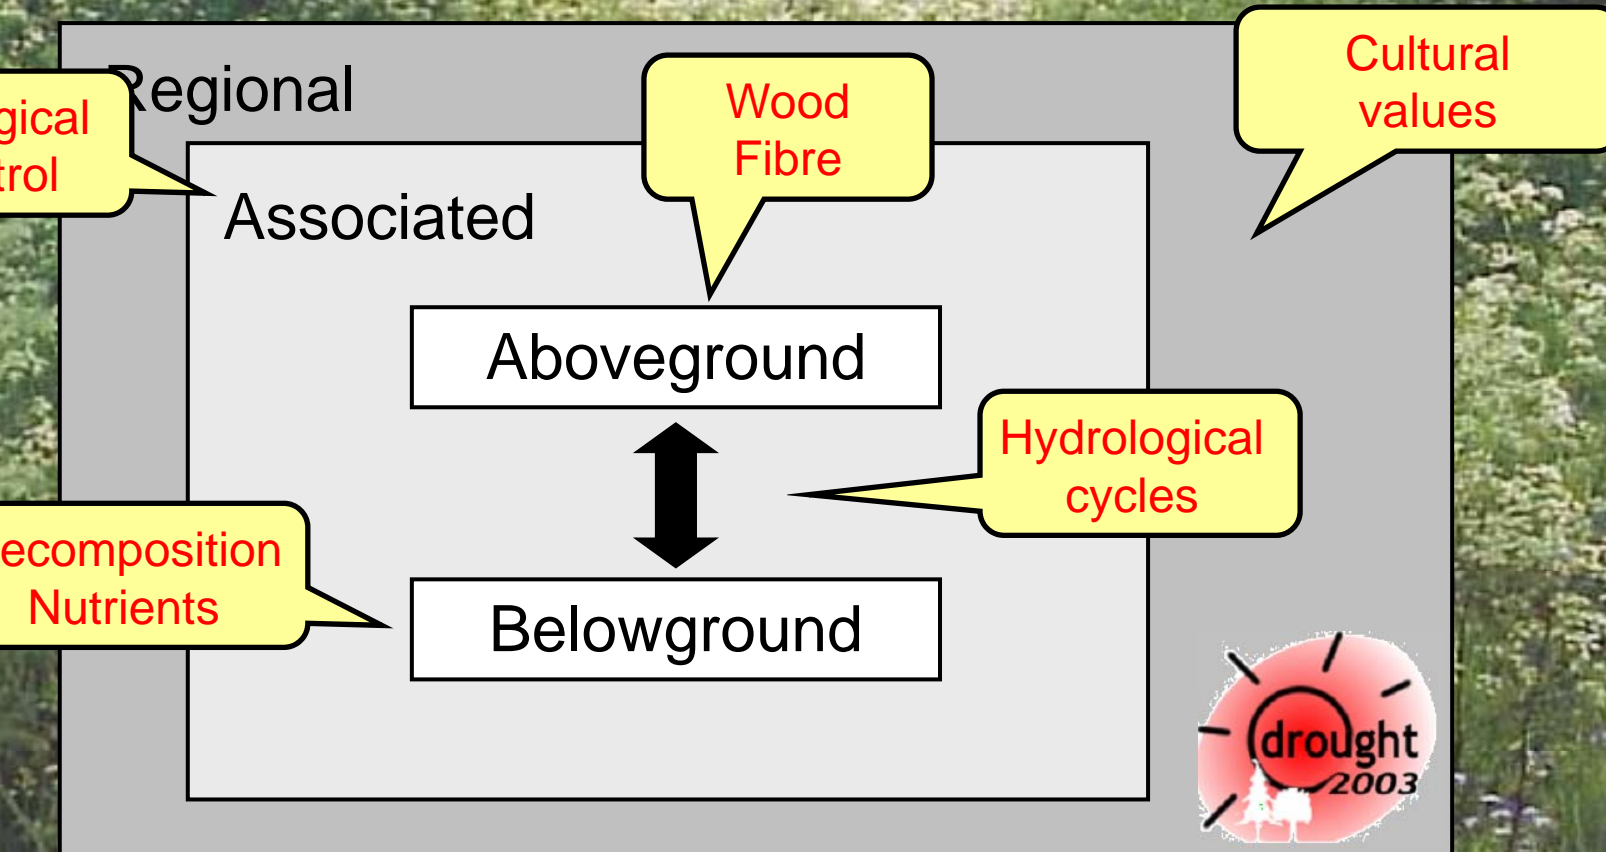 Regional
gical
trol
Associated
Wood
Fibre
Cultural
values
Aboveground
Hydrological
cycles
ecomposition
Nutrients
Belowground
drought
2003